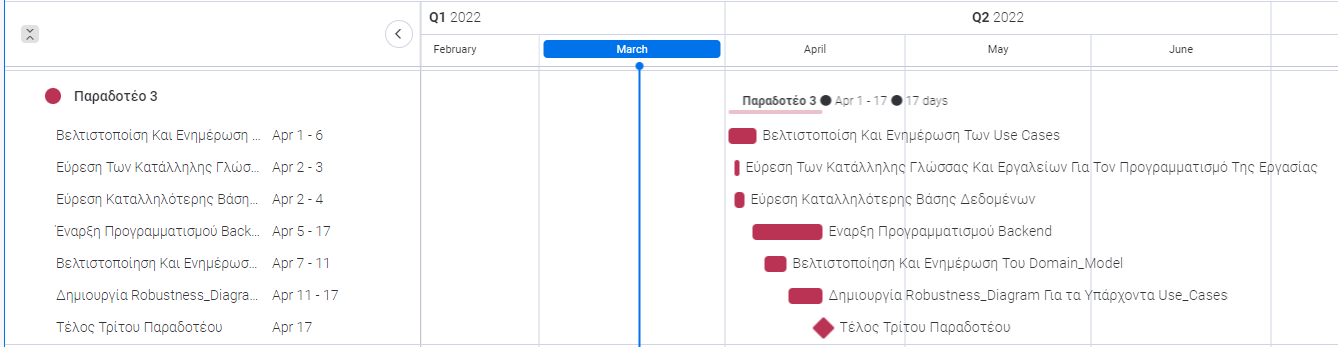 Q1 2022
Q2 2022
February
March
April
May
June
Παραδοτέο 3
Παραδοτέο 3 ● Apr 1 - 17 ● 17 days
Βελτιστοποίση Και Ενημέρωση ... Apr 1 - 6
Βελτιστοποίση Και Ενημέρωση Των Use Cases
Εύρεση Των Κατάλληλης Γλώσ... Apr 2 - 3
Εύρεση Των Κατάλληλης Γλώσσας Και Εργαλείων Για Τον Προγραμματισμό Της Εργασίας
Εύρεση Καταλληλότερης Βάση... Apr 2 - 4
Εύρεση Καταλληλότερης Βάσης Δεδομένων
Έναρξη Προγραμματισμού Back... Apr 5 - 17
Έναρξη Προγραμματισμού Backend
Βελτιστοποίηση Και Ενημέρωσ... Apr 7 - 11
Βελτιστοποίηση Και Ενημέρωση Του Domain_Model
Δημιουργία Robustness_Diagra... Apr 11 - 17
Δημιουργία Robustness_Diagram Για τα Υπάρχοντα Use_Cases
Τέλος Τρίτου Παραδοτέου Apr 17
Τέλος Τρίτου Παραδοτέου